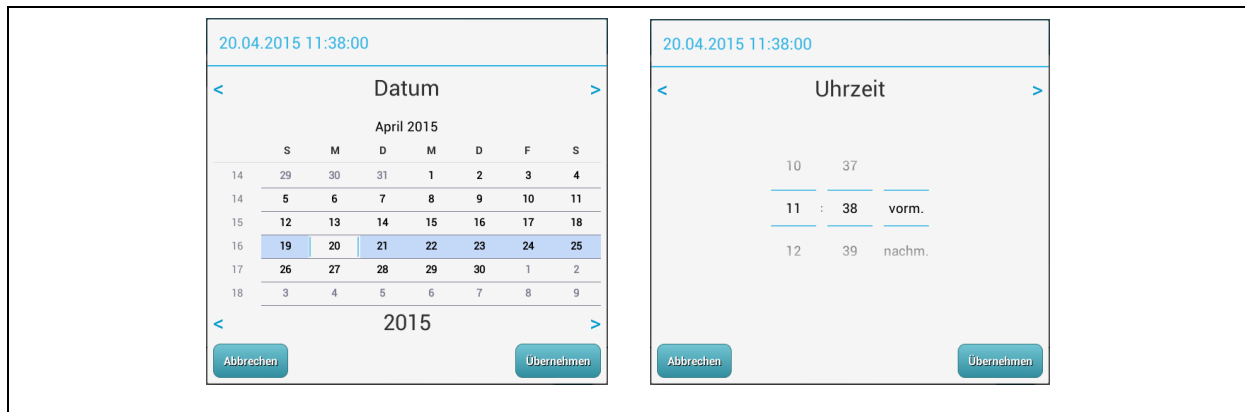 20.04.2015 11:38:00
< Datum >
April 2015
S M D M D F S
14 29 30 31 1 2 3 4
14 5 6 7 8 9 10 11
15 12 13 14 15 16 17 18
16 19 20 21 22 23 24 25
17 26 27 28 29 30 1 2
18 3 4 5 6 7 8 9
< 2015 >
Abbrechen Übernehmen
20.04.2015 11:38:00
< Uhrzeit >
10 37
11 : 38 vorm.
12 39 nachm.
Abbrechen Übernehmen